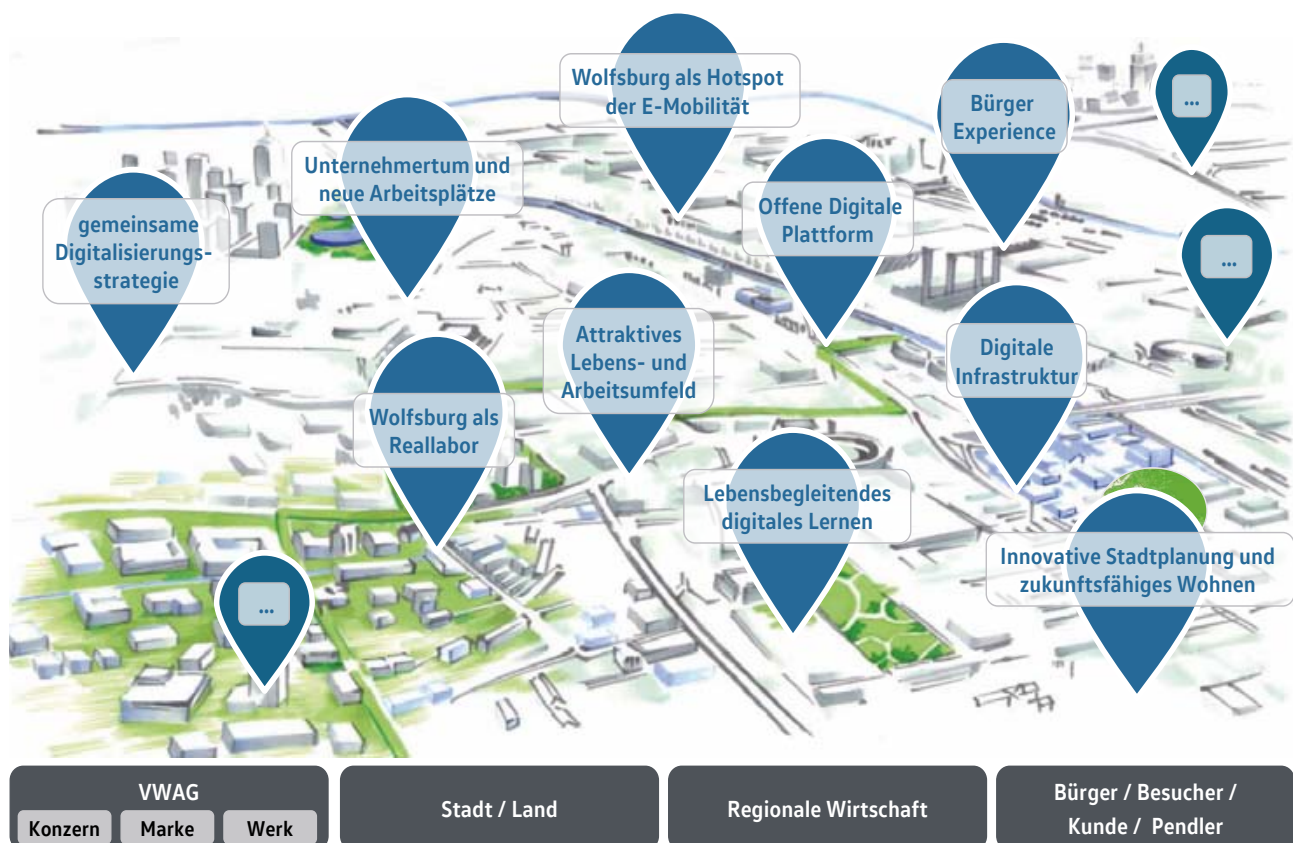 Wolfsburg als Hotspot
der E-Mobilität
Bürger
Experience
...
Unternehmertum und
neue Arbeitsplätze
Offene Digitale
Plattform
gemeinsame
Digitalisierungs-
strategie
...
Attraktives
Lebens- und
Arbeitsumfeld
Digitale
Infrastruktur
Wolfsburg als
Reallabor
Lebensbegleitendes
digitales Lernen
Innovative Stadtplanung und
zukunftsfähiges Wohnen
...
VWAG
Konzern Marke Werk
Stadt / Land
Regionale Wirtschaft
Bürger / Besucher /
Kunde / Pendler